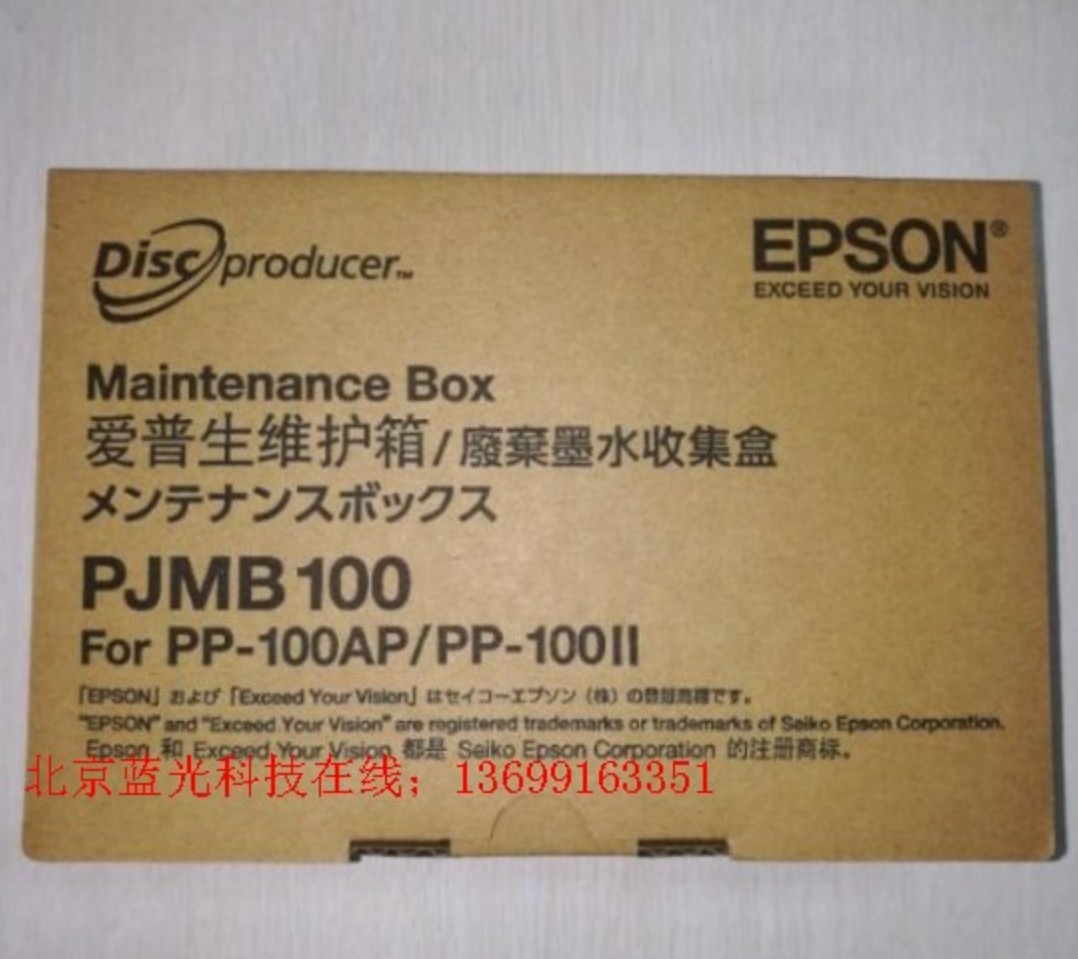 Disc producer™
EPSON®
EXCEED YOUR VISION
Maintenance Box
爱普生维护箱/廢棄墨水收集盒
メンテナンスボックス
PJMB100
For PP-100AP/PP-100II
「EPSON」および「Exceed Your Vision」はセイコーエプソン（株）の登録商標です。
"EPSON" and "Exceed Your Vision" are registered trademarks or trademarks of Seiko Epson Corporation.
Epson 和 Exceed Your Vision 都是 Seiko Epson Corporation 的注册商标。
北京蓝光科技在线；13699163351